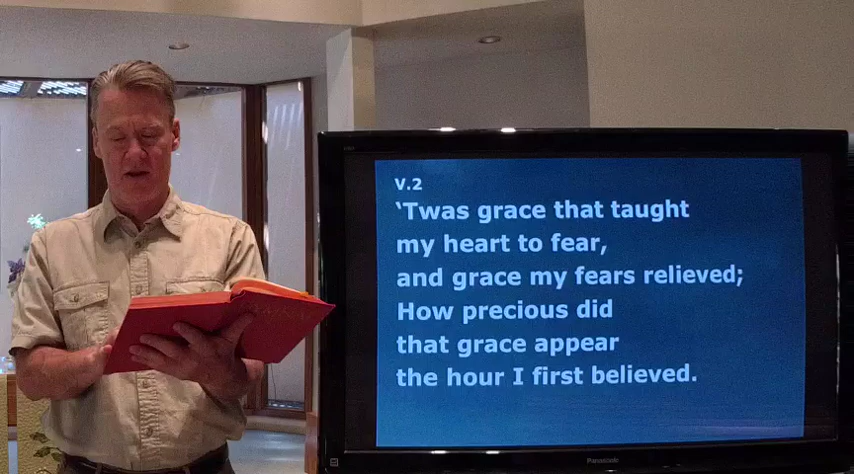 V.2
‘Twas grace that taught
my heart to fear,
and grace my fears relieved;
How precious did
that grace appear
the hour I first believed.
Panasonic